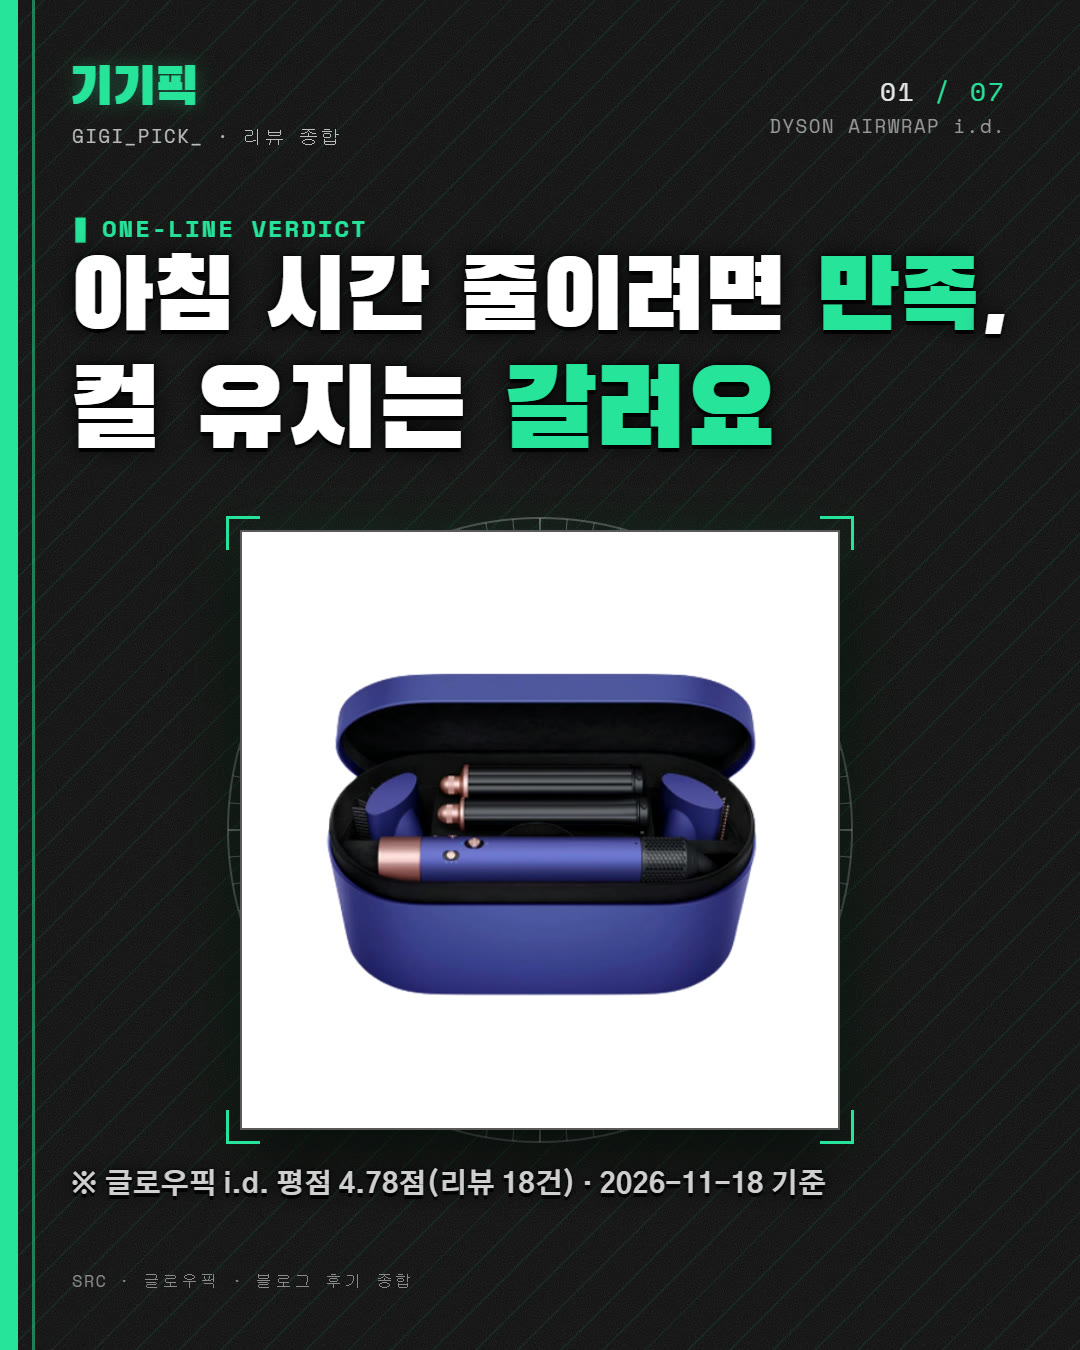 기기픽
GIGI_PICK_ · 리뷰 종합
01 / 07
DYSON AIRWRAP i.d.
ONE-LINE VERDICT
아침 시간 줄이려면 만족,
컬 유지는 갈려요
※ 글로우픽 i.d. 평점 4.78점(리뷰 18건) · 2026-11-18 기준
SRC · 글로우픽 · 블로그 후기 종합